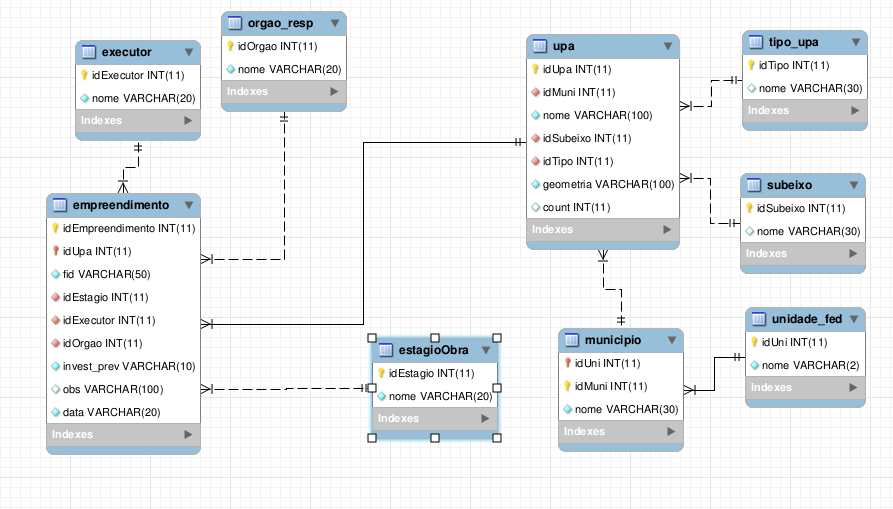 executor
idExecutor INT(11)
nome VARCHAR(20)
Indexes
orgao_resp
idOrgao INT(11)
nome VARCHAR(20)
Indexes
upa
idUpa INT(11)
idMuni INT(11)
nome VARCHAR(100)
idSubeixo INT(11)
idTipo INT(11)
geometria VARCHAR(100)
count INT(11)
Indexes
tipo_upa
idTipo INT(11)
nome VARCHAR(30)
Indexes
empreendimento
idEmpreendimento INT(11)
idUpa INT(11)
fid VARCHAR(50)
idEstagio INT(11)
idExecutor INT(11)
idOrgao INT(11)
invest_prev VARCHAR(10)
obs VARCHAR(100)
data VARCHAR(20)
Indexes
subeixo
idSubeixo INT(11)
nome VARCHAR(30)
Indexes
estagioObra
idEstagio INT(11)
nome VARCHAR(20)
Indexes
municipio
idUni INT(11)
idMuni INT(11)
nome VARCHAR(30)
Indexes
unidade_fed
idUni INT(11)
nome VARCHAR(2)
Indexes